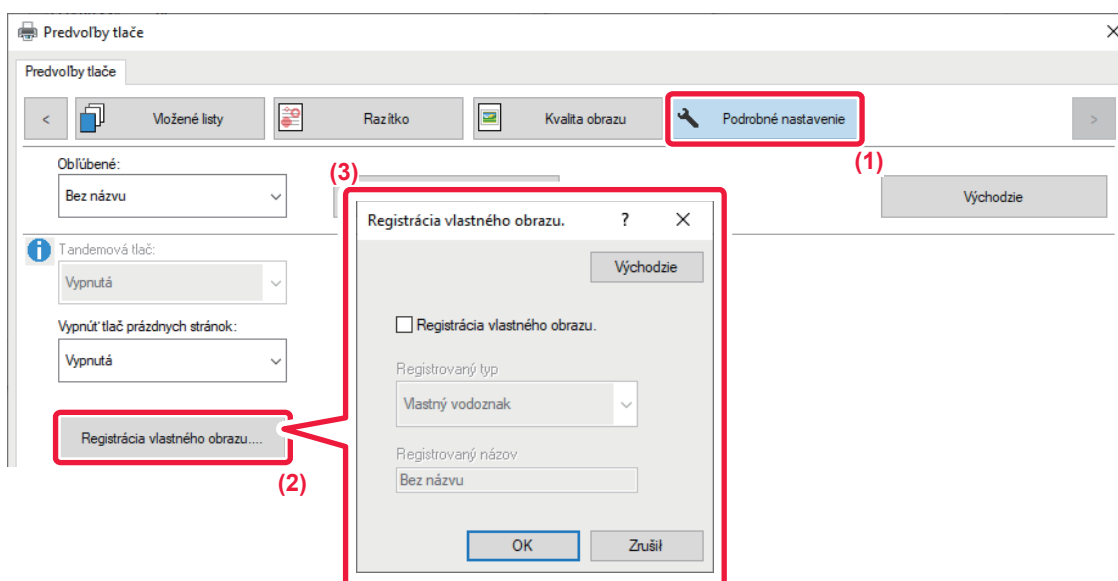 Predvoľby tlače
Predvoľby tlače
< Vložené listy Razítko Kvalita obrazu Podrobné nastavenie >
(1)
Obľúbené:
(3)
Bez názvu
Východzie
Tandemová tlač:
Vypnutá
Vypnúť tlač prázdnych stránok:
Vypnutá
Registrácia vlastného obrazu....
(2)
Registrácia vlastného obrazu. ?
Východzie
Registrácia vlastného obrazu.
Registrovaný typ
Vlastný vodoznak
Registrovaný názov
Bez názvu
OK Zrušiť